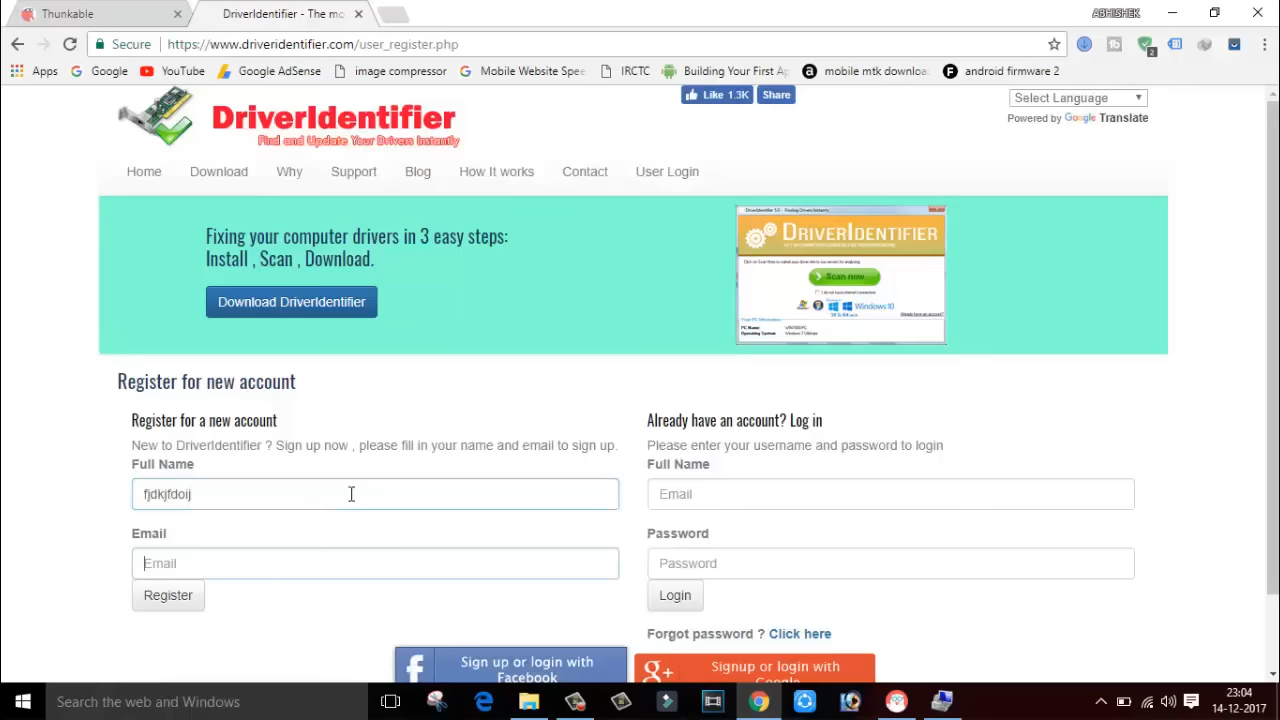 Thunkable
DriverIdentifier - The mo
ABHISHEK
Secure https://www.driveridentifier.com/user_register.php
2
Apps Google YouTube Google AdSense image compressor Mobile Website Spee IRCTC Building Your First Ap mobile mtk downloa android firmware 2
DriverIdentifier
Find and Update Your Drivers Instantly
Like 1.3K Share
Select Language
Powered by Google Translate
Home Download Why Support Blog How It works Contact User Login
Fixing your computer drivers in 3 easy steps:
Install , Scan , Download.
Download DriverIdentifier
DRIVERIDENTIFIER
Scan now
Windows10
Register for new account
Register for a new account
New to DriverIdentifier ? Sign up now , please fill in your name and email to sign up.
Full Name
fjdkjfdoij
Email
Email
Register
Already have an account? Log in
Please enter your username and password to login
Full Name
Email
Password
Password
Login
Forgot password ? Click here
Sign up or login with
Facebook
Signup or login with
Google
Search the web and Windows
23:04
14-12-2017